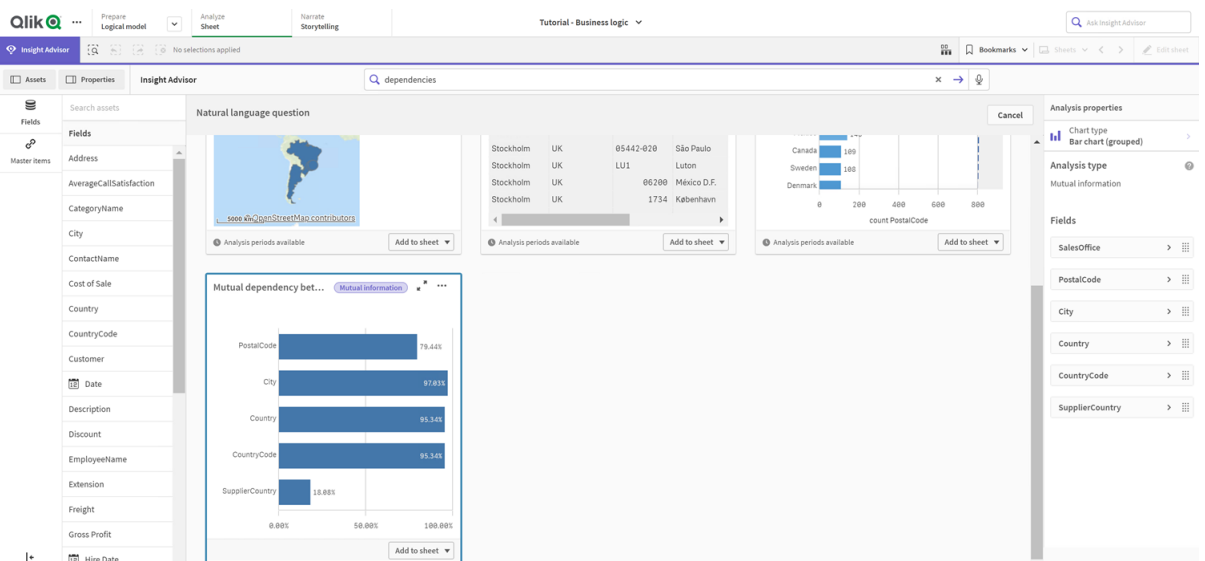 Qlik
Prepare
Logical model
Analyze
Sheet
Narrate
Storytelling
Tutorial - Business logic
Ask Insight Advisor
Insight Advisor
No selections applied
Bookmarks
Sheets
Edit sheet
Assets
Properties
Insight Advisor
dependencies
Fields
Master items
Search assets
Fields
Address
AverageCallSatisfaction
CategoryName
City
ContactName
Cost of Sale
Country
CountryCode
Customer
Date
Description
Discount
EmployeeName
Extension
Freight
Gross Profit
Hire Date
Natural language question
Cancel
5000 km
OpenStreetMap contributors
Analysis periods available
Add to sheet
Stockholm UK 05442-020 São Paulo
Stockholm UK LU1 Luton
Stockholm UK 06200 México D.F.
Stockholm UK 1734 København
Analysis periods available
Add to sheet
Canada 109
Sweden 108
Denmark
0 200 400 600 800
count PostalCode
Analysis periods available
Add to sheet
Mutual dependency bet... Mutual information
PostalCode 79.44%
City 97.03%
Country 95.34%
CountryCode 95.34%
SupplierCountry 18.08%
0.00% 50.00% 100.00%
Add to sheet
Analysis properties
Chart type
Bar chart (grouped)
Analysis type
Mutual information
Fields
SalesOffice
PostalCode
City
Country
CountryCode
SupplierCountry